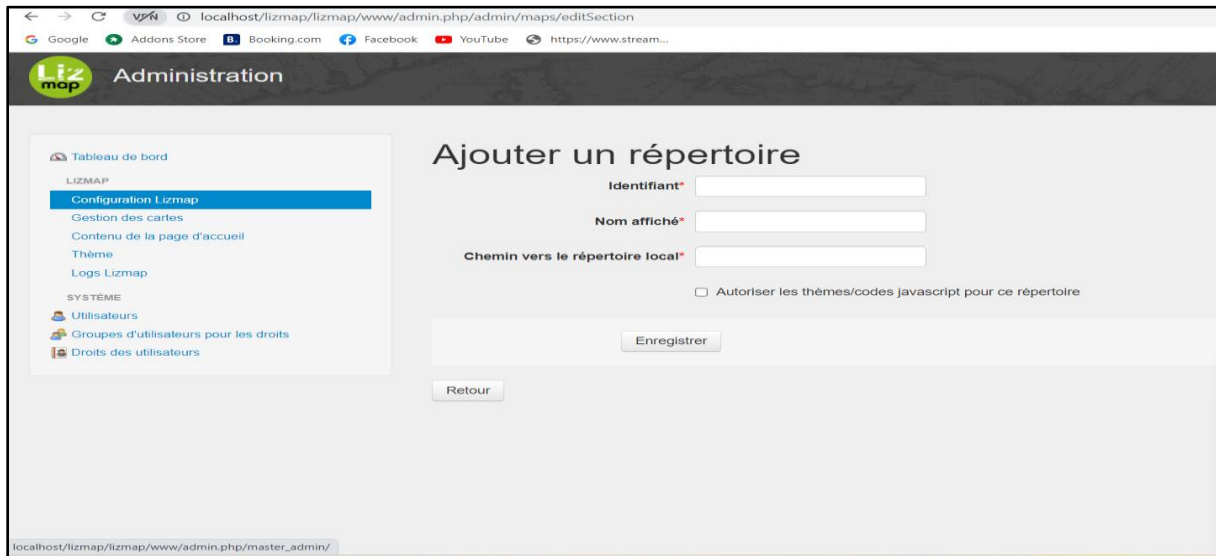 VPN localhost/lizmap/lizmap/www/admin.php/admin/maps/editSection
Google Addons Store B. Booking.com Facebook YouTube https://www.stream...
Liz map Administration
Tableau de bord
LIZMAP
Configuration Lizmap
Gestion des cartes
Contenu de la page d'accueil
Thème
Logs Lizmap
SYSTÈME
Utilisateurs
Groupes d'utilisateurs pour les droits
Droits des utilisateurs
Ajouter un répertoire
Identifiant*
Nom affiché*
Chemin vers le répertoire local*
Autoriser les thèmes/codes javascript pour ce répertoire
Enregistrer
Retour
localhost/lizmap/lizmap/www/admin.php/master_admin/